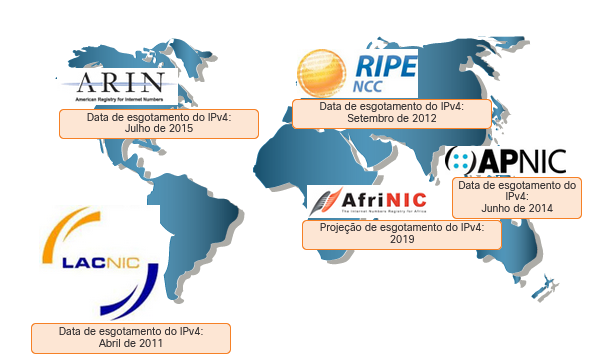 ARIN
American Registry for Internet Numbers
Data de esgotamento do IPv4:
Julho de 2015
RIPE
NCC
Data de esgotamento do IPv4:
Setembro de 2012
APNIC
Data de esgotamento do
IPv4:
Junho de 2014
AfriNIC
The Internet Numbers Registry for Africa
Projeção de esgotamento do IPv4:
2019
LACNIC
Data de esgotamento do IPv4:
Abril de 2011